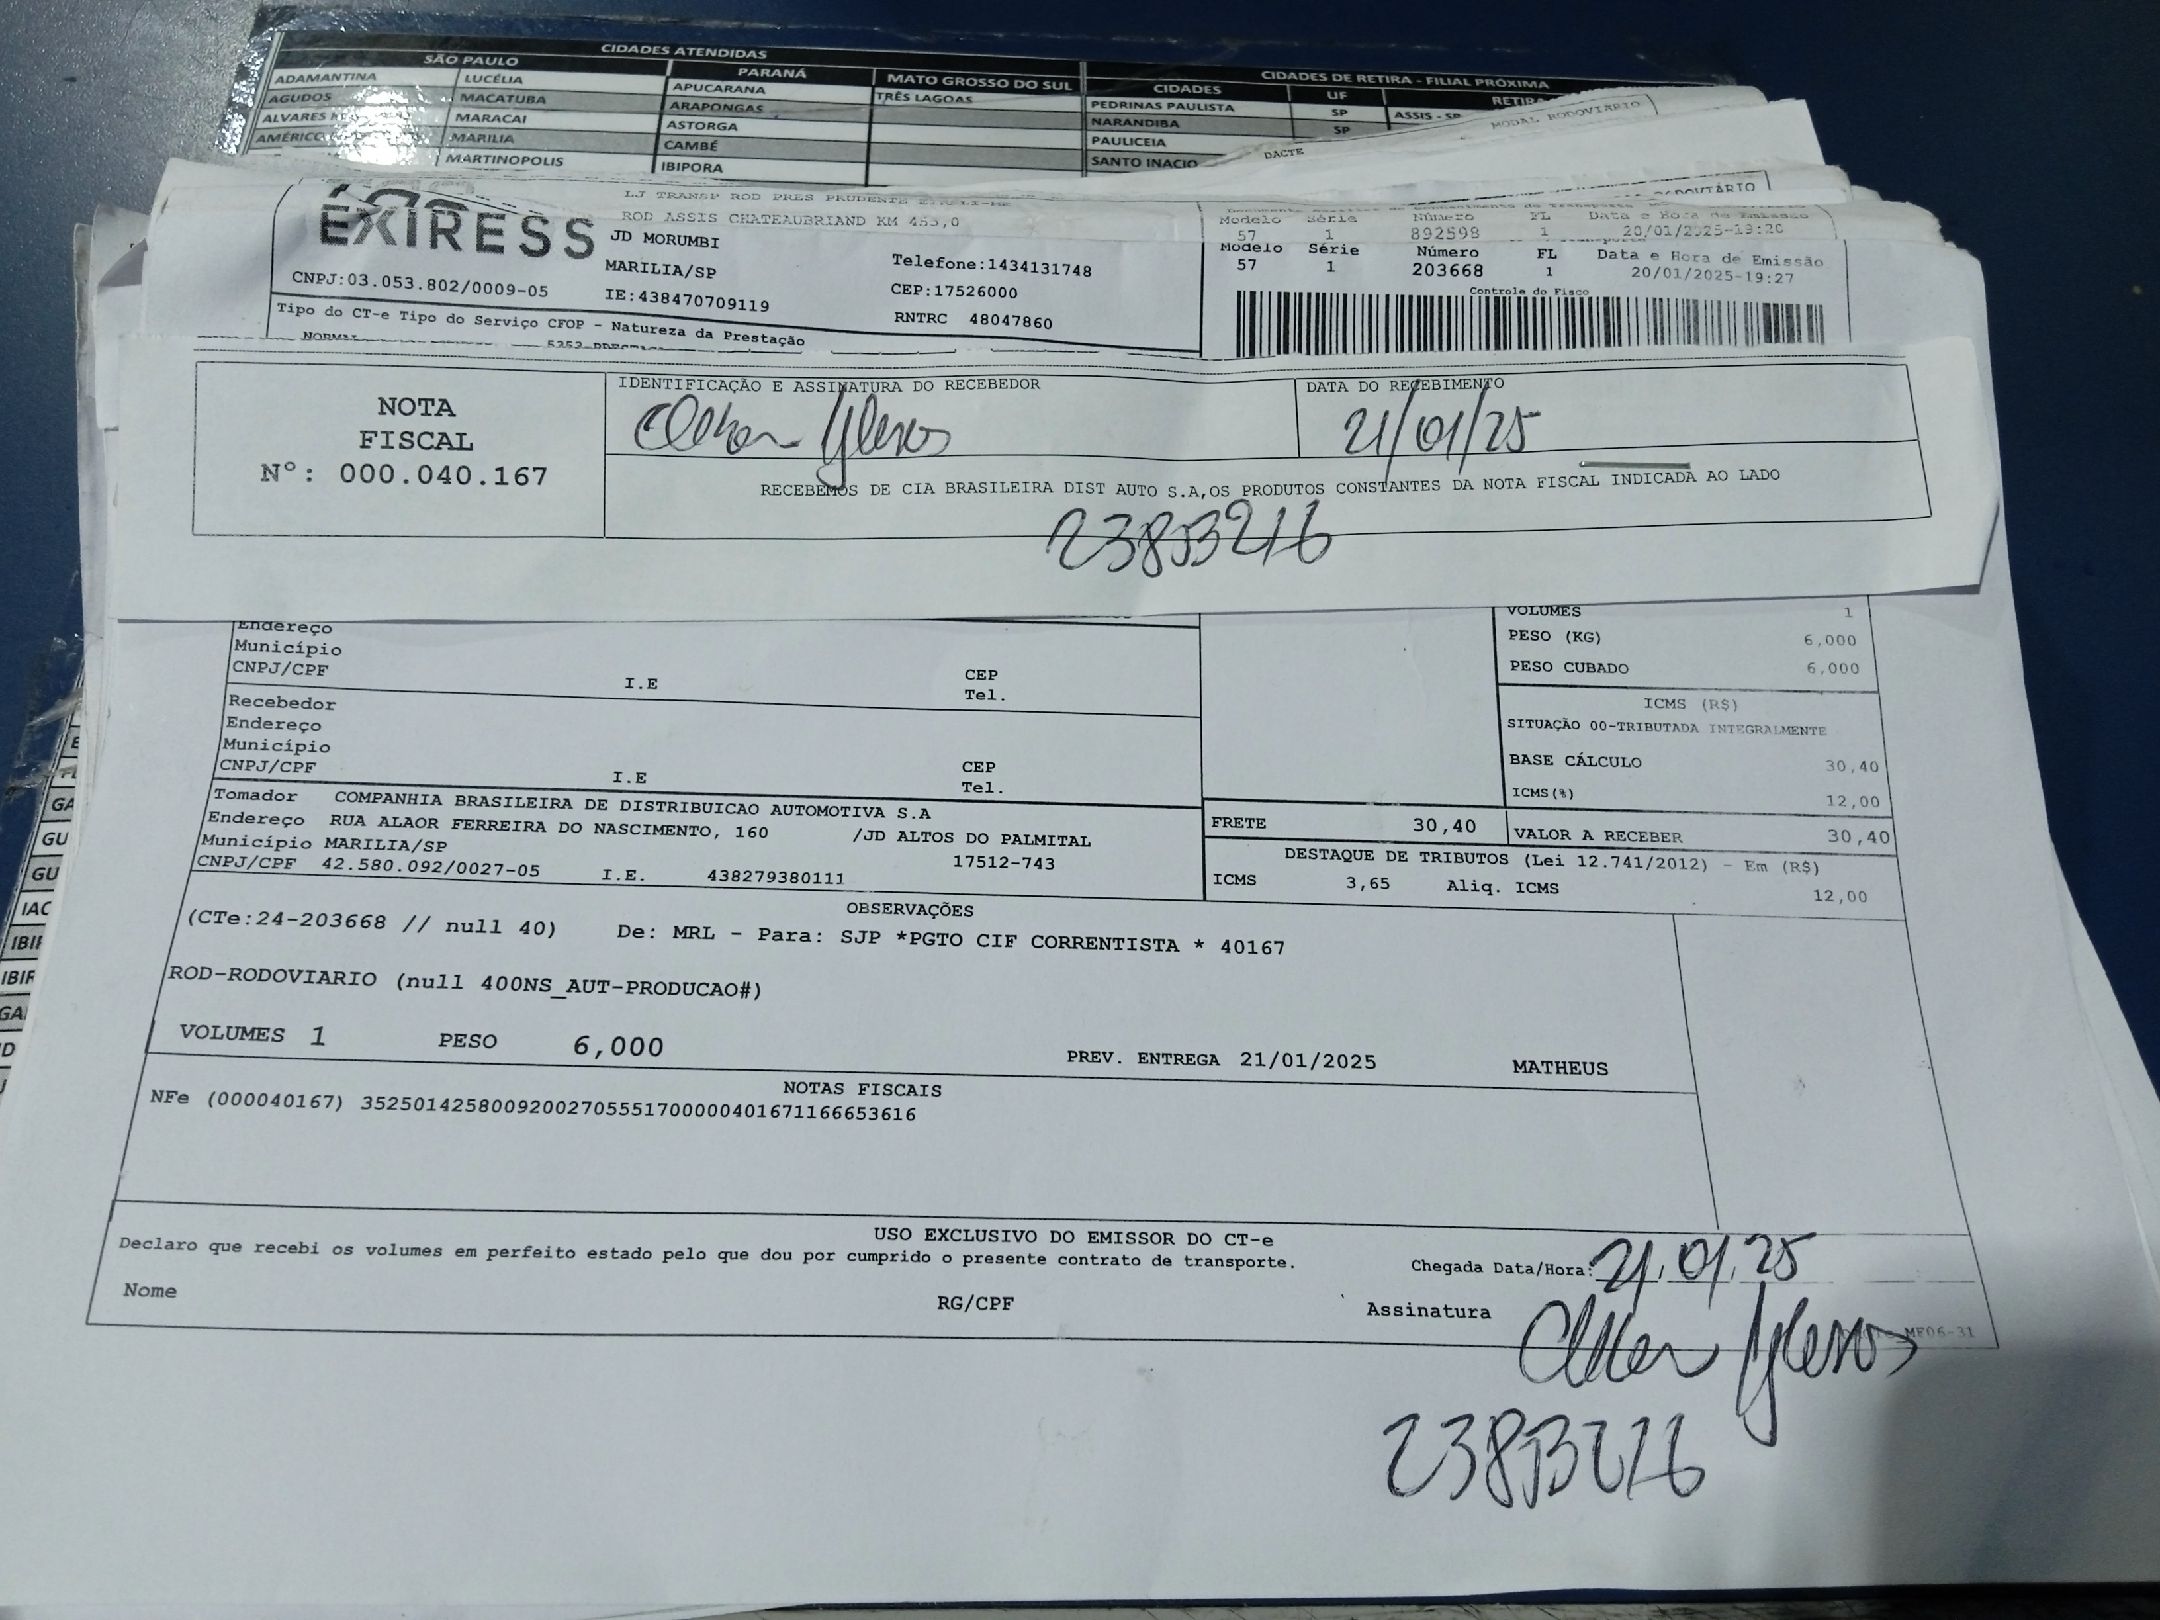 CIDADES ATENDIDAS
SÃO PAULO PARANÁ MATO GROSSO DO SUL CIDADES DE RETIRA - FILIAL PRÓXIMA
ADAMANTINA LUCÉLIA APUCARANA TRÊS LAGOAS CIDADES UF
AGUDOS MACATUBA ARAPONGAS PEDRINAS PAULISTA SP ASSIS - SP
ALVARES MARACAI ASTORGA NARANDIBA SP
MARILIA CAMBÉ PAULICEIA
MARTINOPOLIS IBIPORA SANTO INACIO
DACTE MODAL RODOVIÁRIO
EXPRESS
LJ TRANSP ROD PRES PRUDENTE
ROD ASSIS CHATEAUBRIAND KM 455,0
JD MORUMBI
MARILIA/SP Telefone:1434131748
CNPJ:03.053.802/0009-05 IE:438470709119 CEP:17526000
RNTRC 48047860
Tipo do CT-e Tipo do Serviço CFOP - Natureza da Prestação
Modelo Série Número FL Data e Hora de Emissão
57 1 892598 1 20/01/2025-19:20
Modelo Série Número FL Data e Hora de Emissão
57 1 203668 1 20/01/2025-19:27
Controle do Fisco
NOTA
FISCAL
Nº: 000.040.167
IDENTIFICAÇÃO E ASSINATURA DO RECEBEDOR
DATA DO RECEBIMENTO
21/01/25
RECEBEMOS DE CIA BRASILEIRA DIST AUTO S.A,OS PRODUTOS CONSTANTES DA NOTA FISCAL INDICADA AO LADO
Endereço
Município
CNPJ/CPF I.E CEP
Tel.
VOLUMES 1
PESO (KG) 6,000
PESO CUBADO 6,000
Recebedor
Endereço
Município
CNPJ/CPF I.E CEP
Tel.
ICMS (R$)
SITUAÇÃO 00-TRIBUTADA INTEGRALMENTE
BASE CÁLCULO 30,40
ICMS(%) 12,00
Tomador COMPANHIA BRASILEIRA DE DISTRIBUICAO AUTOMOTIVA S.A
Endereço RUA ALAOR FERREIRA DO NASCIMENTO, 160 /JD ALTOS DO PALMITAL
Município MARILIA/SP 17512-743
CNPJ/CPF 42.580.092/0027-05 I.E. 438279380111
FRETE 30,40 VALOR A RECEBER 30,40
DESTAQUE DE TRIBUTOS (Lei 12.741/2012) - Em (R$)
ICMS 3,65 Aliq. ICMS 12,00
OBSERVAÇÕES
(CTe:24-203668 // null 40) De: MRL - Para: SJP *PGTO CIF CORRENTISTA * 40167
ROD-RODOVIARIO (null 400NS_AUT-PRODUCAO#)
VOLUMES 1 PESO 6,000 PREV. ENTREGA 21/01/2025 MATHEUS
NOTAS FISCAIS
NFe (000040167) 35250142580092002705551700000401671166653616
USO EXCLUSIVO DO EMISSOR DO CT-e
Declaro que recebi os volumes em perfeito estado pelo que dou por cumprido o presente contrato de transporte.
Chegada Data/Hora: 21.01.25
Nome RG/CPF Assinatura
MF06-31